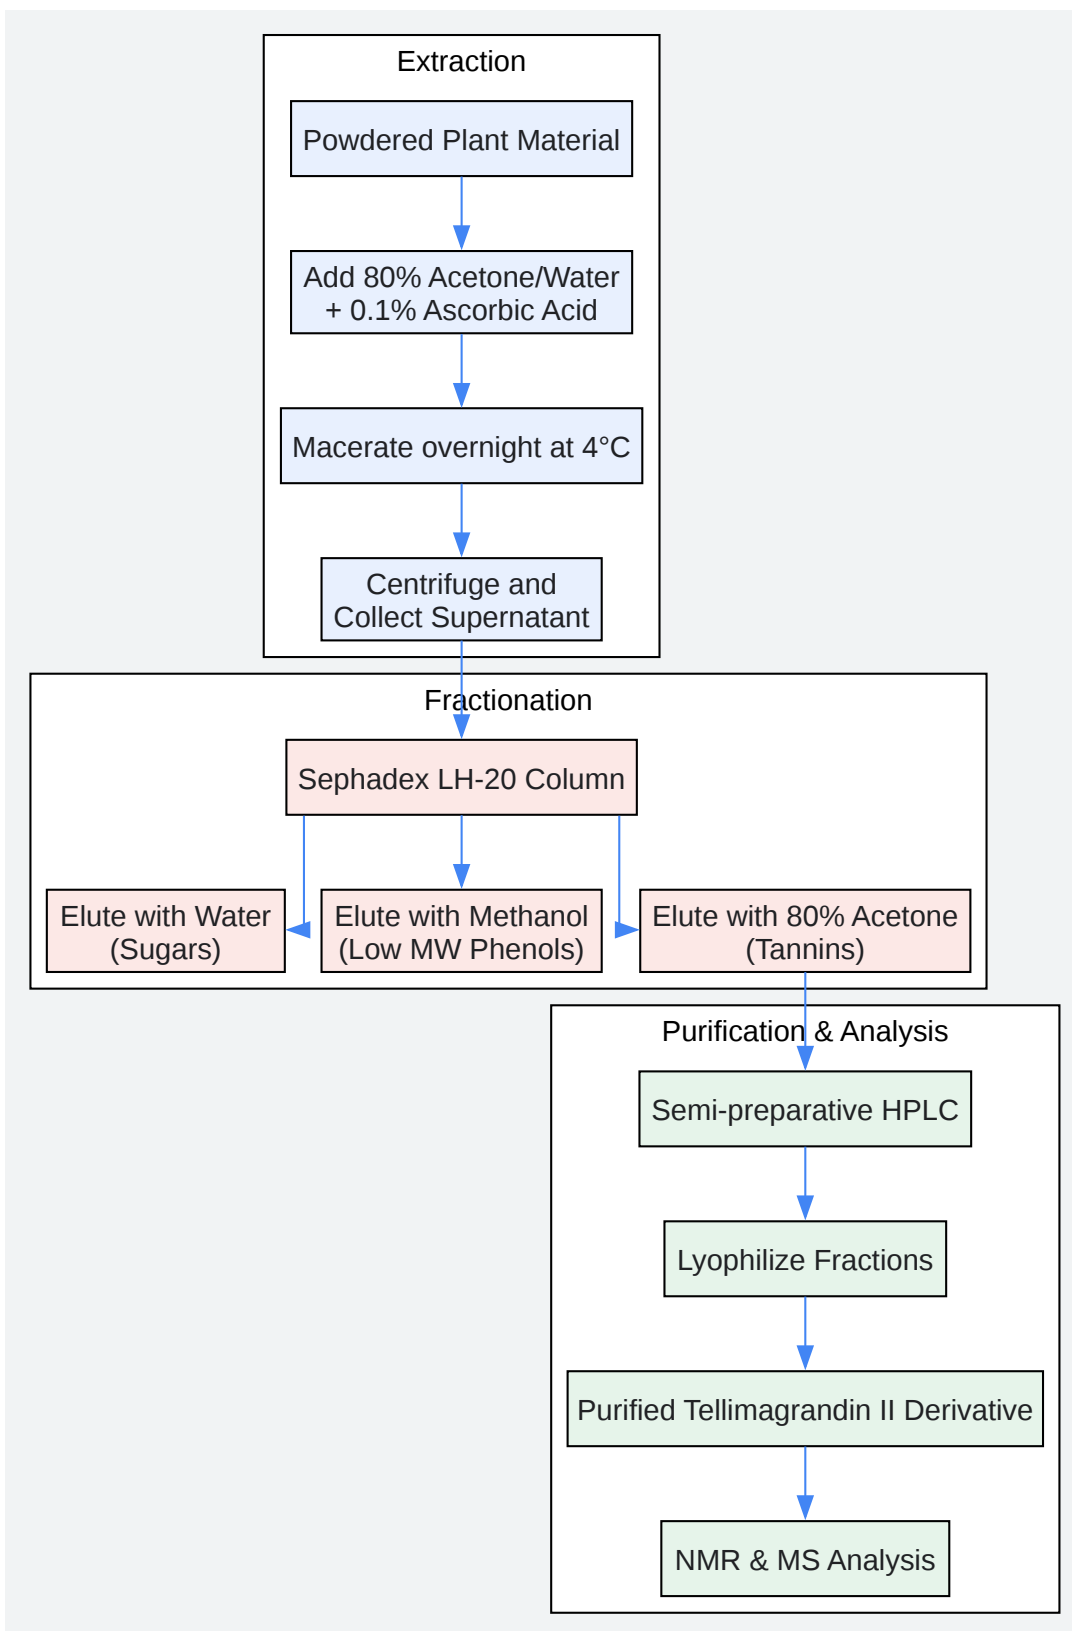 Extraction
Powdered Plant Material
Add 80% Acetone/Water
+ 0.1% Ascorbic Acid
Macerate overnight at 4°C
Centrifuge and
Collect Supernatant
Fractionation
Sephadex LH-20 Column
Elute with Water
(Sugars)
Elute with Methanol
(Low MW Phenols)
Elute with 80% Acetone
(Tannins)
Purification & Analysis
Semi-preparative HPLC
Lyophilize Fractions
Purified Tellimagrandin II Derivative
NMR & MS Analysis